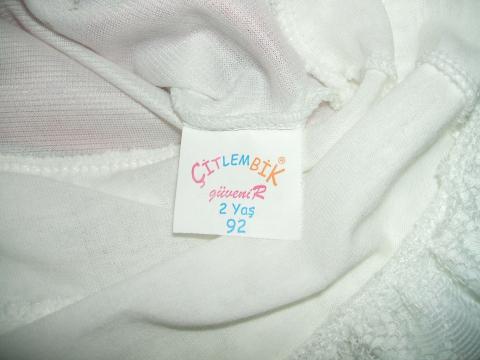 ÇİTLEMBİK®
güveniR
2 Yaş
92